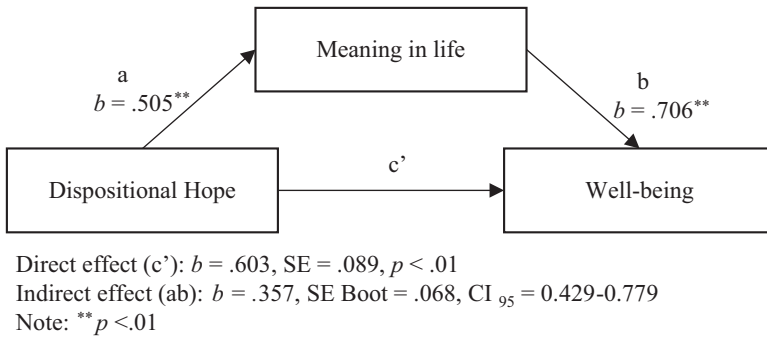 Meaning in life
a
b = .505**
b
b = .706**
c’
Dispositional Hope
Well-being
Direct effect (c’): b = .603, SE = .089, p < .01
Indirect effect (ab): b = .357, SE Boot = .068, CI 95 = 0.429-0.779
Note: **p <.01